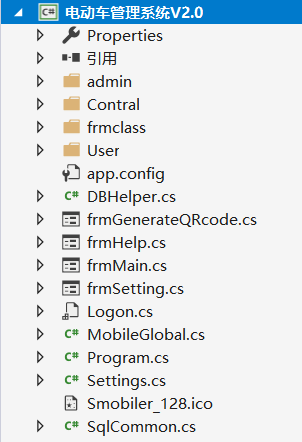 电动车管理系统V2.0
Properties
引用
admin
Contral
frmclass
User
app.config
DBHelper.cs
frmGenerateQRcode.cs
frmHelp.cs
frmMain.cs
frmSetting.cs
Logon.cs
MobileGlobal.cs
Program.cs
Settings.cs
Smobiler_128.ico
SqlCommon.cs